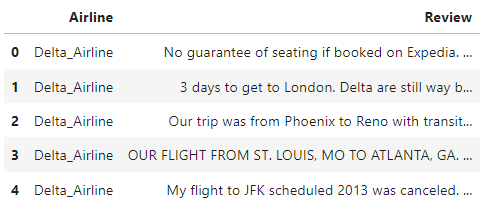 Airline Review
0 Delta_Airline No guarantee of seating if booked on Expedia. ...
1 Delta_Airline 3 days to get to London. Delta are still way b...
2 Delta_Airline Our trip was from Phoenix to Reno with transit...
3 Delta_Airline OUR FLIGHT FROM ST. LOUIS, MO TO ATLANTA, GA. ...
4 Delta_Airline My flight to JFK scheduled 2013 was canceled. ...